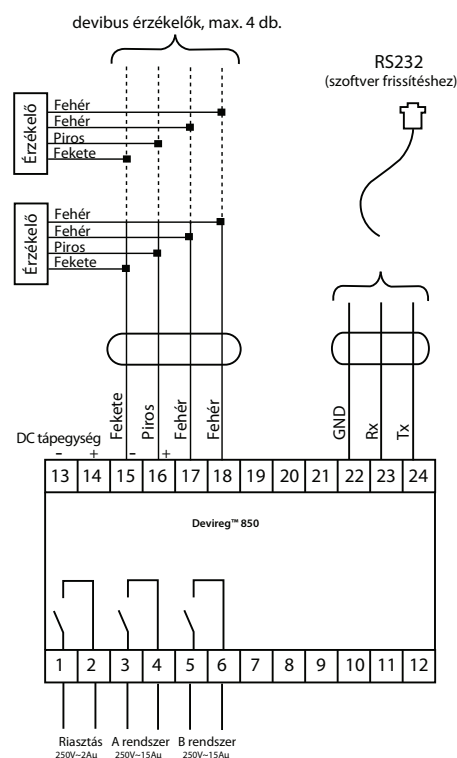 devibus érzékelők, max. 4 db.
RS232
(szoftver frissítéshez)
Érzékelő
Fehér
Fehér
Piros
Fekete
Érzékelő
Fehér
Fehér
Piros
Fekete
Fekete
Piros
Fehér
Fehér
GND
Rx
Tx
DC tápegység
– + – +
13 14 15 16 17 18 19 20 21 22 23 24
Devireg™ 850
1 2 3 4 5 6 7 8 9 10 11 12
Riasztás A rendszer B rendszer
250V~2Au 250V~15Au 250V~15Au